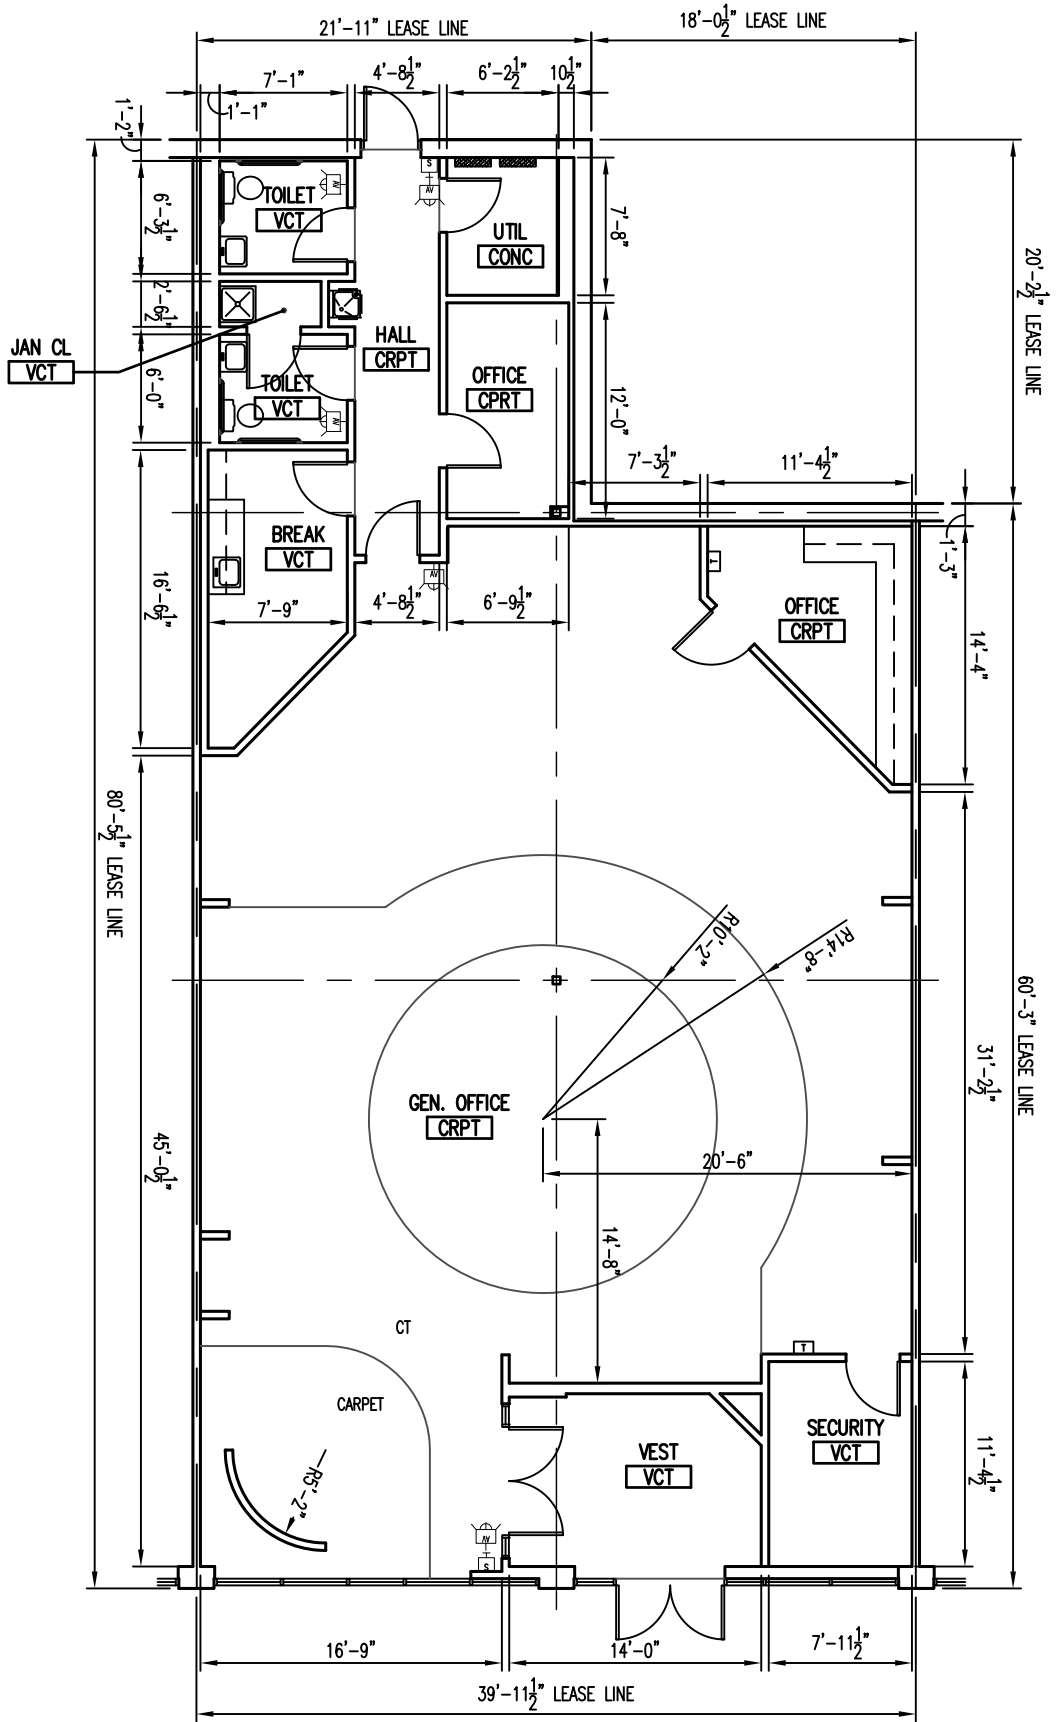 21'-11" LEASE LINE
18'-0½" LEASE LINE
7'-1"
4'-8½"
6'-2½"
10½"
1'-1"
1'-2"
6'-3½"
TOILET
VCT
S
AV
AV
UTIL
CONC
7'-8"
20'-2½" LEASE LINE
2'-6½"
JAN CL
VCT
HALL
CRPT
OFFICE
CPRT
12'-0"
6'-0"
TOILET
VCT
AV
7'-3½"
11'-4½"
BREAK
VCT
16'-6½"
7'-9"
4'-8½"
AV
6'-9½"
T
OFFICE
CRPT
1'-3"
14'-4"
80'-5½" LEASE LINE
R10'-2"
R14'-8"
60'-3" LEASE LINE
31'-2½"
GEN. OFFICE
CRPT
45'-0½"
20'-6"
14'-8"
CT
T
CARPET
SECURITY
VCT
VEST
VCT
11'-4½"
R5'-2"
AV
S
16'-9"
14'-0"
7'-11½"
39'-11½" LEASE LINE